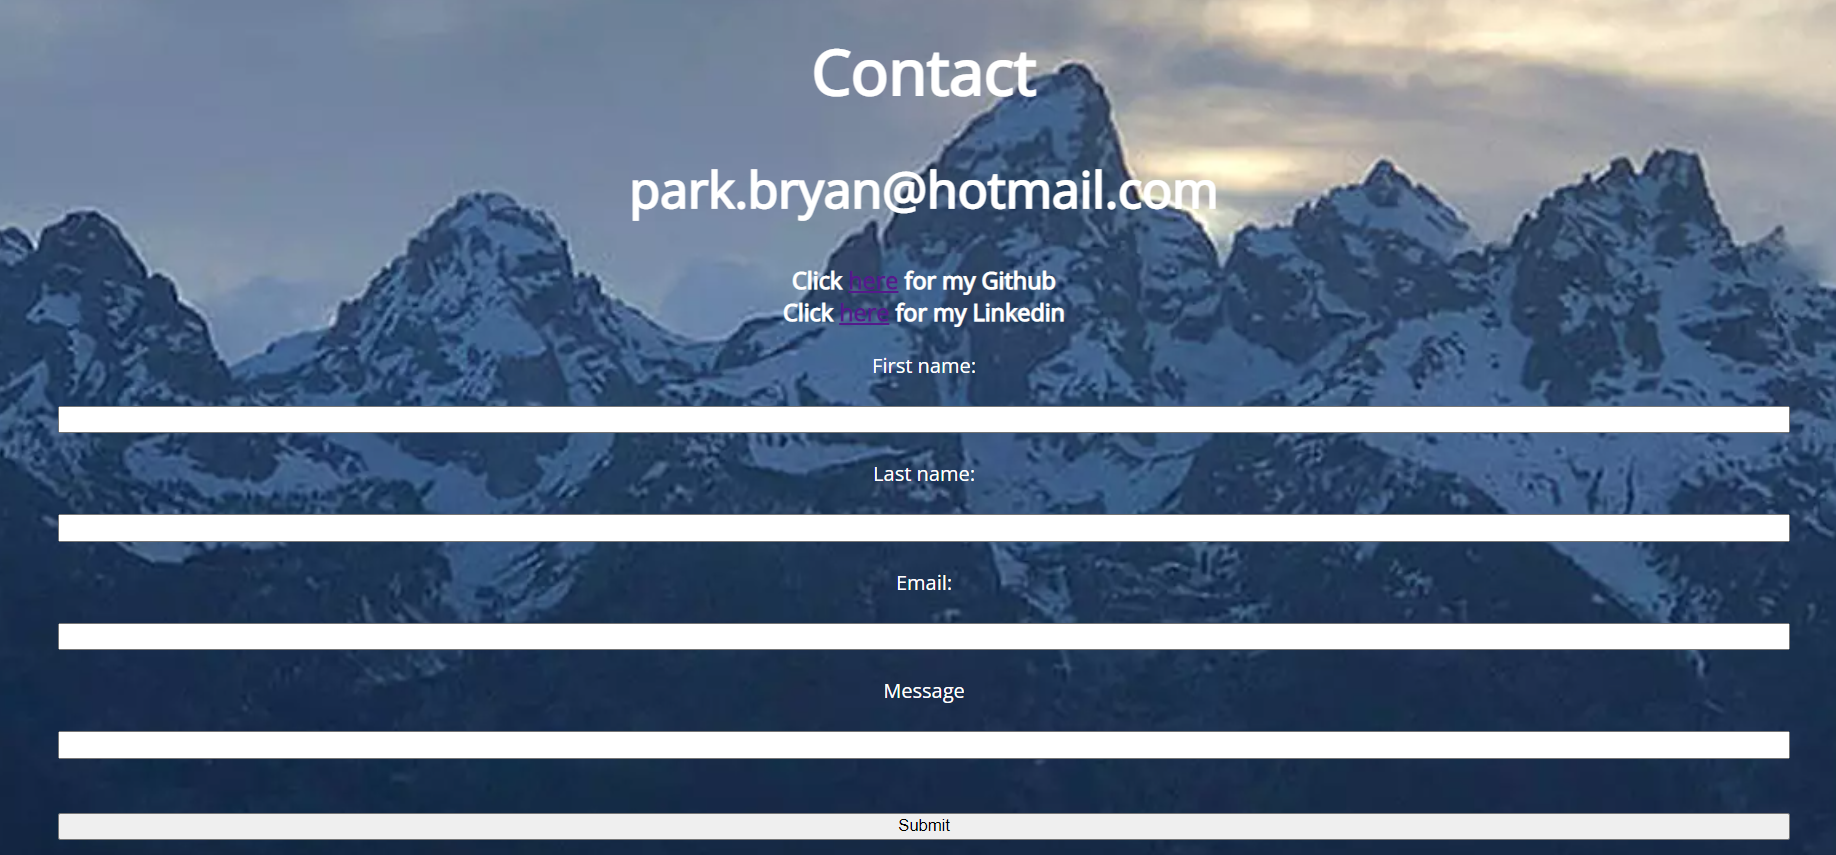 Contact
park.bryan@hotmail.com
Click here for my Github
Click here for my Linkedin
First name:
Last name:
Email:
Message
Submit